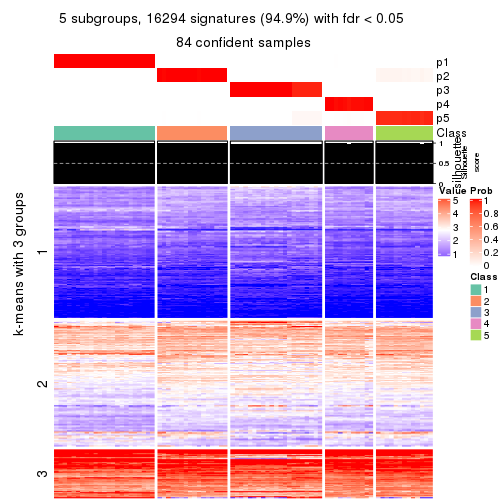 5 subgroups, 16294 signatures (94.9%) with fdr < 0.05
84 confident samples
p1
p2
p3
p4
p5
Class
1
0.5
0
silhouette
Silhouette
score
k-means with 3 groups
1
2
3
Value
5
4
3
2
1
Prob
1
0.8
0.6
0.4
0.2
0
Class
1
2
3
4
5